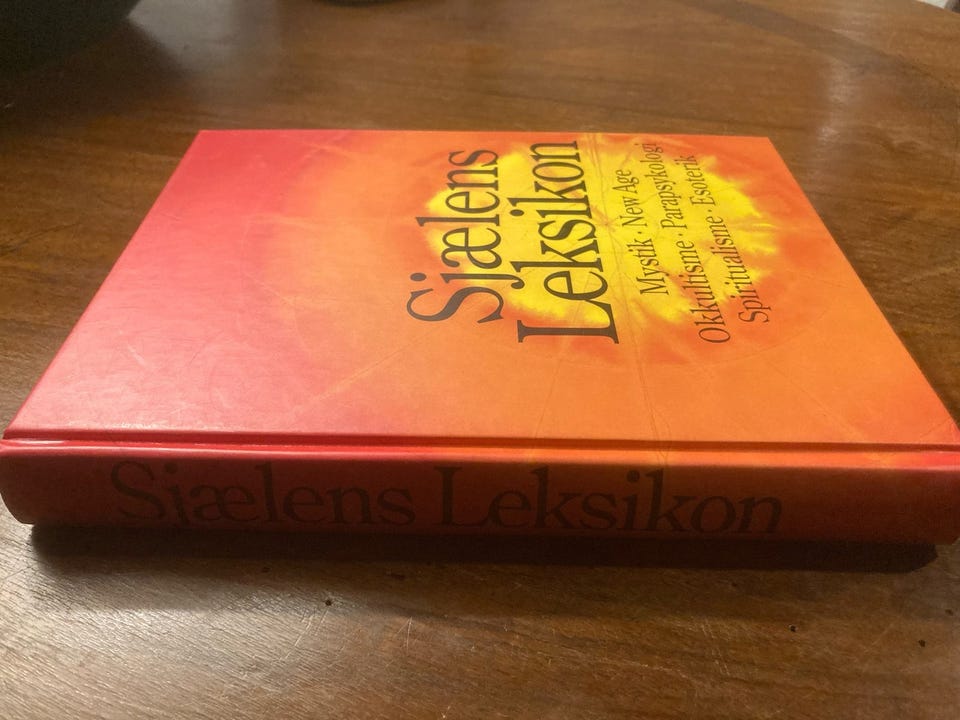 Sjælens
Leksikon
Mystik · New Age
Okkultisme · Parapsykologi
Spiritualisme · Esoterik
Sjælens Leksikon